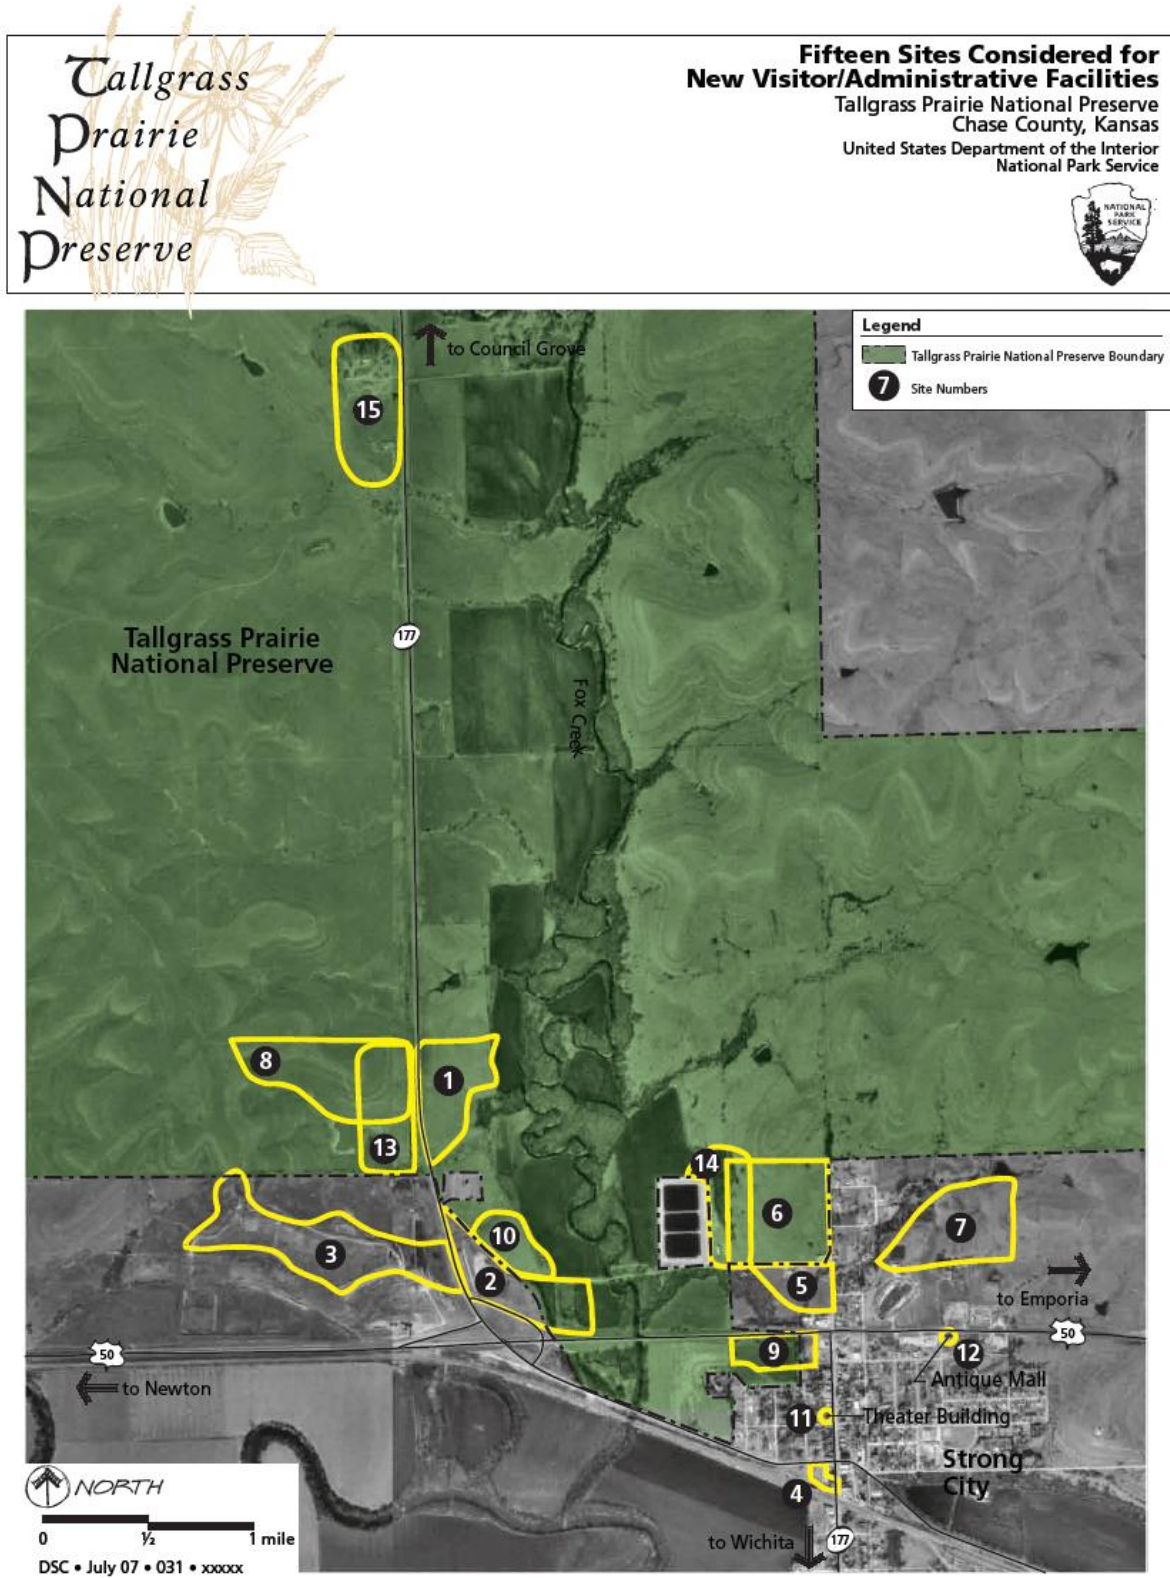 Tallgrass
Prairie
National
Preserve
Fifteen Sites Considered for
New Visitor/Administrative Facilities
Tallgrass Prairie National Preserve
Chase County, Kansas
United States Department of the Interior
National Park Service
NATIONAL
PARK
SERVICE
Legend
Tallgrass Prairie National Preserve Boundary
7
Site Numbers
to Council Grove
15
177
Tallgrass Prairie
National Preserve
Fox Creek
8
1
13
14
6
7
10
3
2
5
to Emporia
50
50
9
12
to Newton
Antique Mall
11
Theater Building
Strong
City
4
NORTH
to Wichita
177
0
½
1 mile
DSC • July 07 • 031 • xxxxx